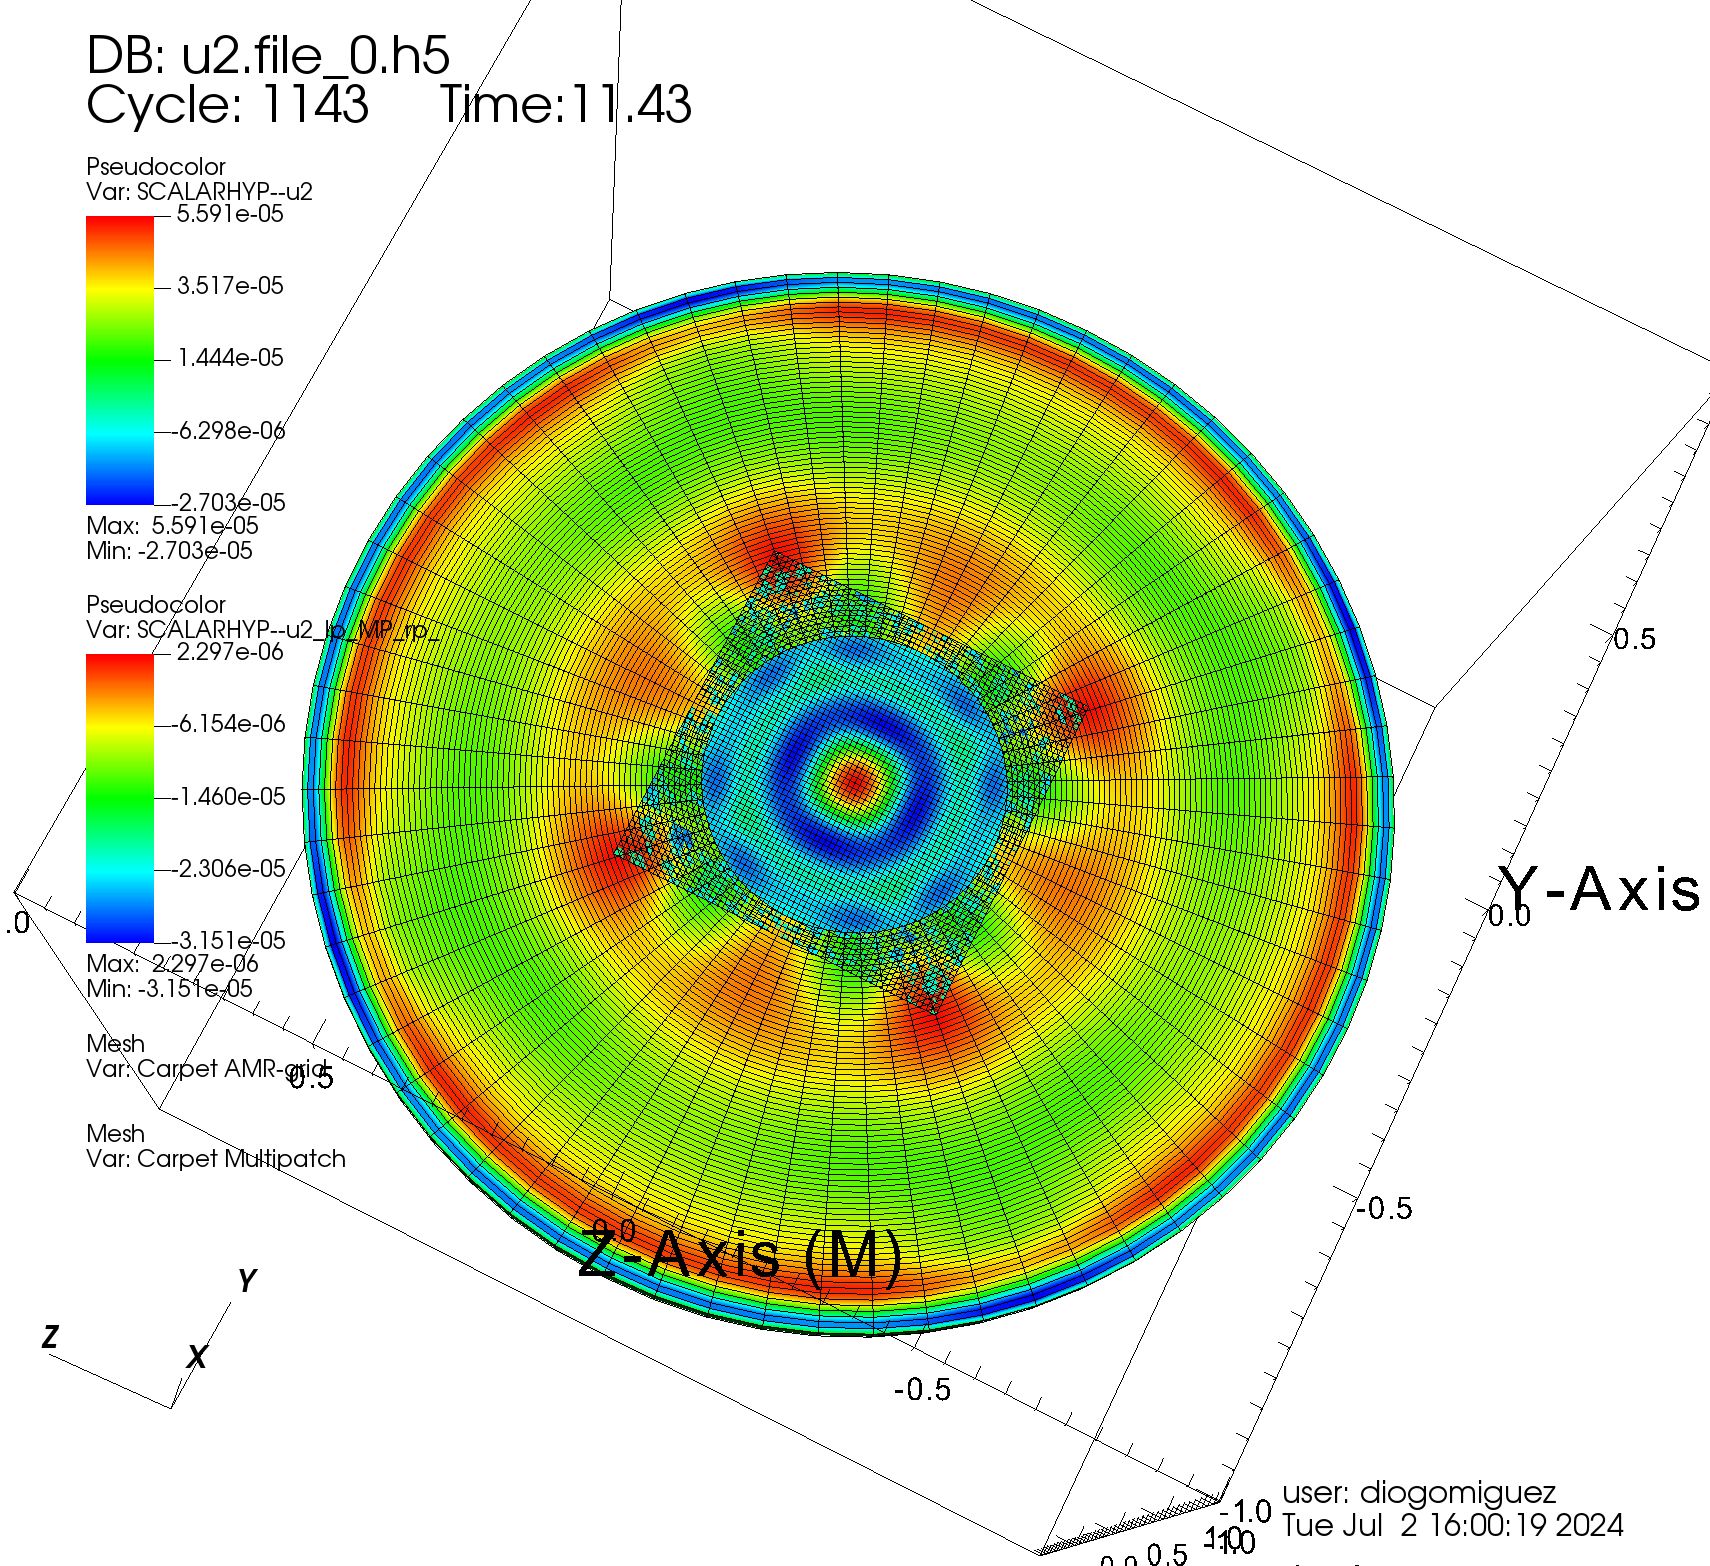 DB: u2.file_0.h5
Cycle: 1143 Time:11.43
Pseudocolor
Var: SCALARHYP--u2
5.591e-05
3.517e-05
1.444e-05
-6.298e-06
-2.703e-05
Max: 5.591e-05
Min: -2.703e-05
Pseudocolor
Var: SCALARHYP--u2_lp_MP_rp_
2.297e-06
-6.154e-06
-1.460e-05
-2.306e-05
-3.151e-05
Max: 2.297e-06
Min: -3.151e-05
Mesh
Var: Carpet AMR-grid
Mesh
Var: Carpet Multipatch
.0
0.5
0.0
-0.5
Z-Axis (M)
0.5
Y-Axis
0.0
-0.5
-1.0
0.5
Z
Y
X
user: diogomiguez
Tue Jul 2 16:00:19 2024